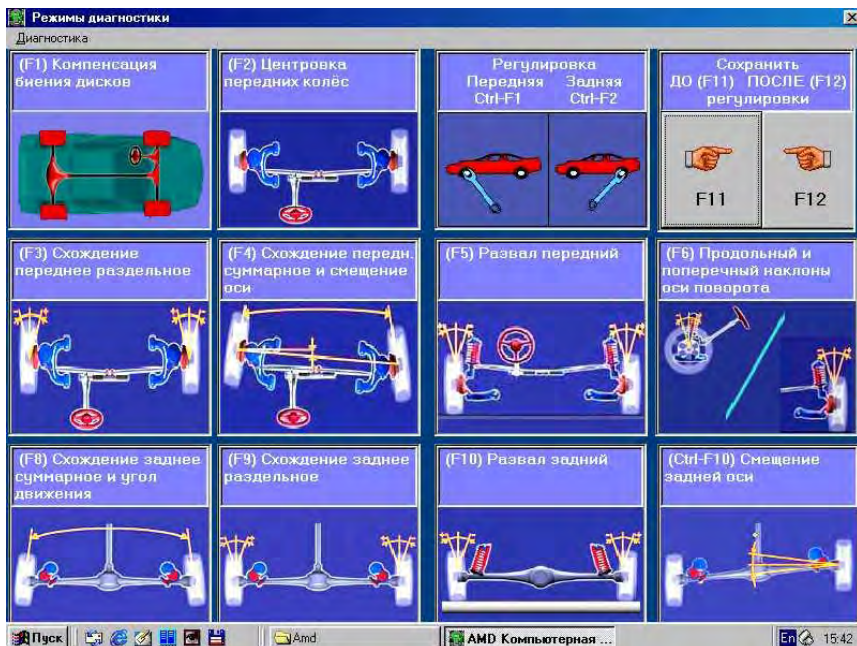 Режимы диагностики
Диагностика
(F1) Компенсация
биения дисков
(F2) Центровка
передних колёс
Регулировка
Передняя Задняя
Ctrl-F1 Ctrl-F2
Сохранить
ДО (F11) ПОСЛЕ (F12)
регулировки
F11
F12
(F3) Схождение
переднее раздельное
(F4) Схождение передн.
суммарное и смещение
оси
(F5) Развал передний
(F6) Продольный и
поперечный наклоны
оси поворота
(F8) Схождение заднее
суммарное и угол
движения
(F9) Схождение заднее
раздельное
(F10) Развал задний
(Ctrl-F10) Смещение
задней оси
Пуск
Amd
AMD Компьютерная ...
En
15:42